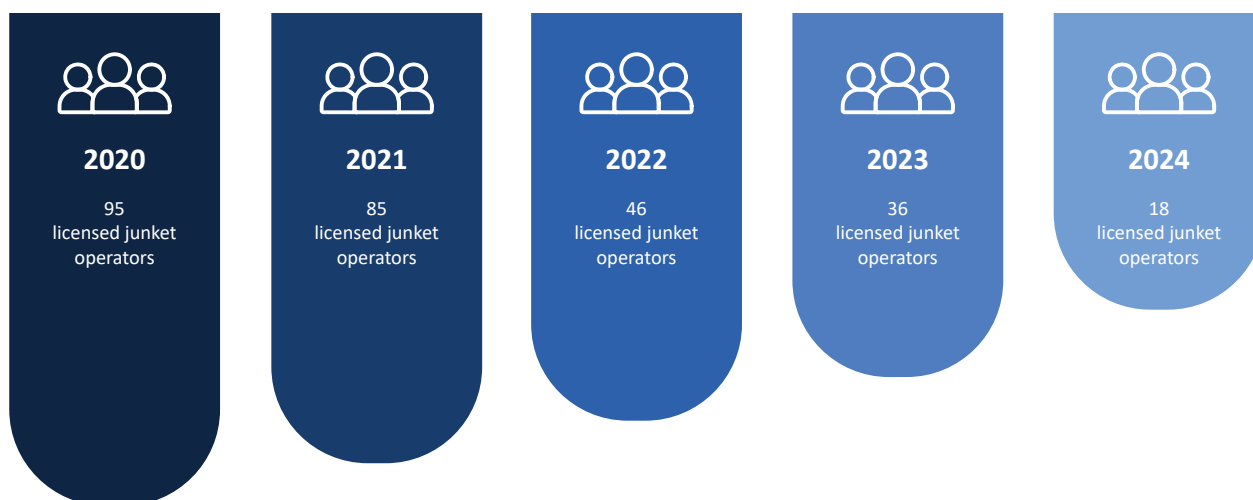 2020
95
licensed junket
operators
2021
85
licensed junket
operators
2022
46
licensed junket
operators
2023
36
licensed junket
operators
2024
18
licensed junket
operators